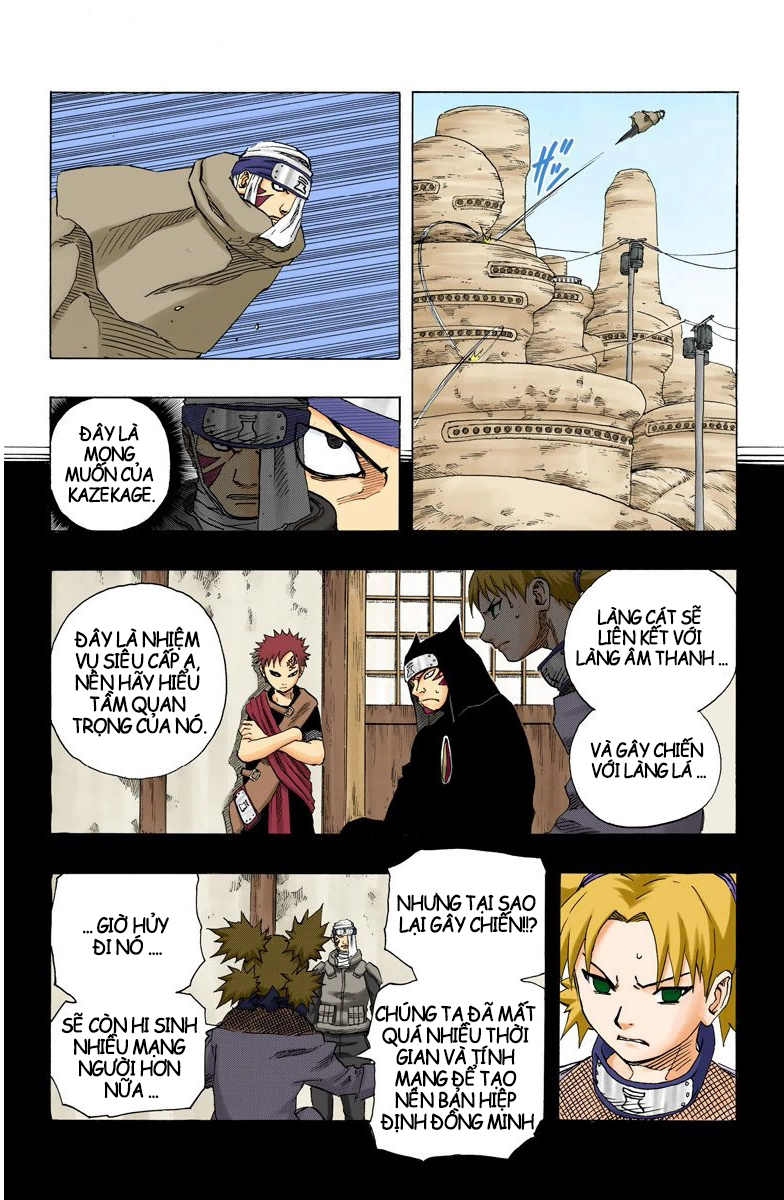 ガッ
ĐÂY LÀ
MONG
MUỐN CỦA
KAZEKAGE.
LÀNG CÁT SẼ
LIÊN KẾT VỚI
LÀNG ÂM THANH ...
VÀ GÂY CHIẾN
VỚI LÀNG LÁ ...
ĐÂY LÀ NHIỆM
VỤ SIÊU CẤP A,
NÊN HÃY HIỂU
TẦM QUAN
TRỌNG CỦA NÓ.
NHƯNG TẠI SAO
LẠI GÂY CHIẾN!!?
CHÚNG TA ĐÃ MẤT
QUÁ NHIỀU THỜI
GIAN VÀ TÍNH
MẠNG ĐỂ TẠO
NÊN BẢN HIỆP
ĐỊNH ĐỒNG MINH
... GIỜ HỦY
ĐI NÓ ....
SẼ CÒN HI SINH
NHIỀU MẠNG
NGƯỜI HƠN
NỮA ...